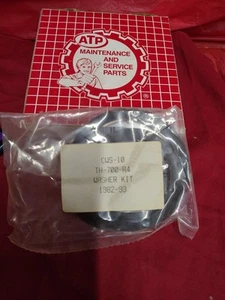 ATP
MAINTENANCE
AND
SERVICE
PARTS
CWS-10
TH-700-R4
WASHER KIT
1982-93